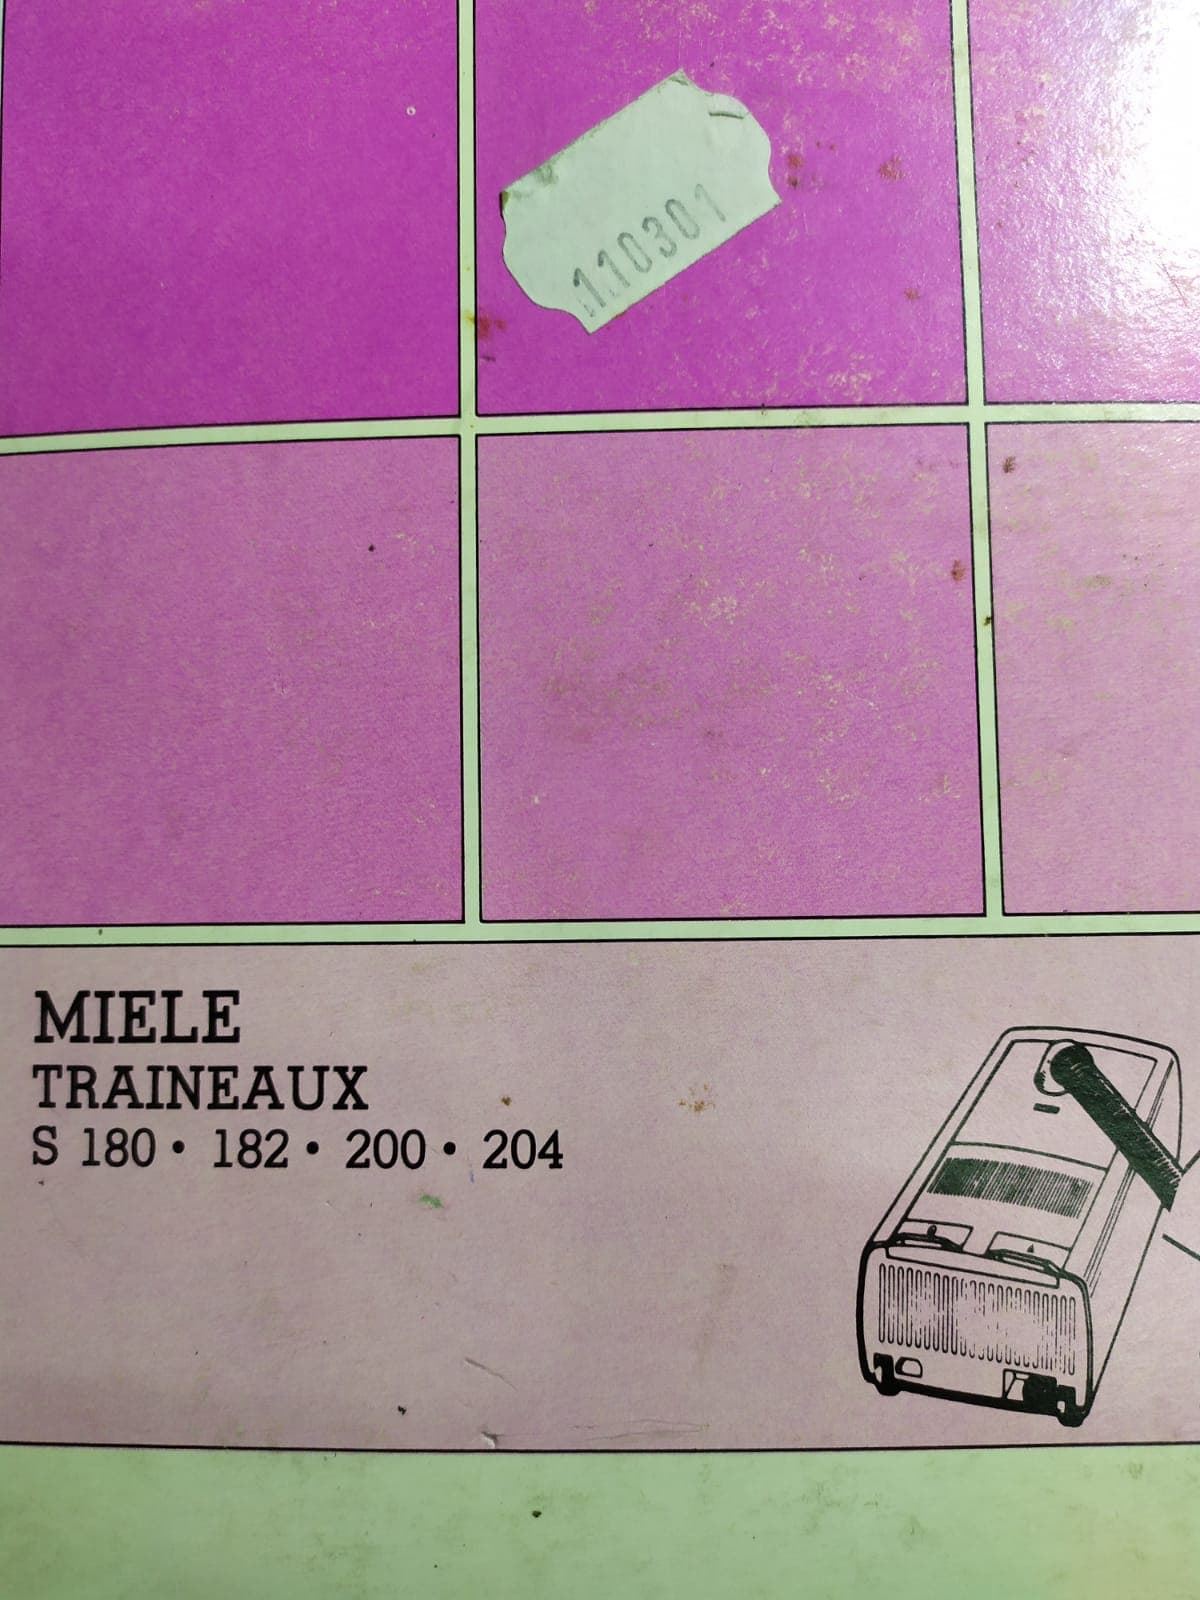 110301
MIELE
TRAINEAUX
S 180 • 182 • 200 • 204